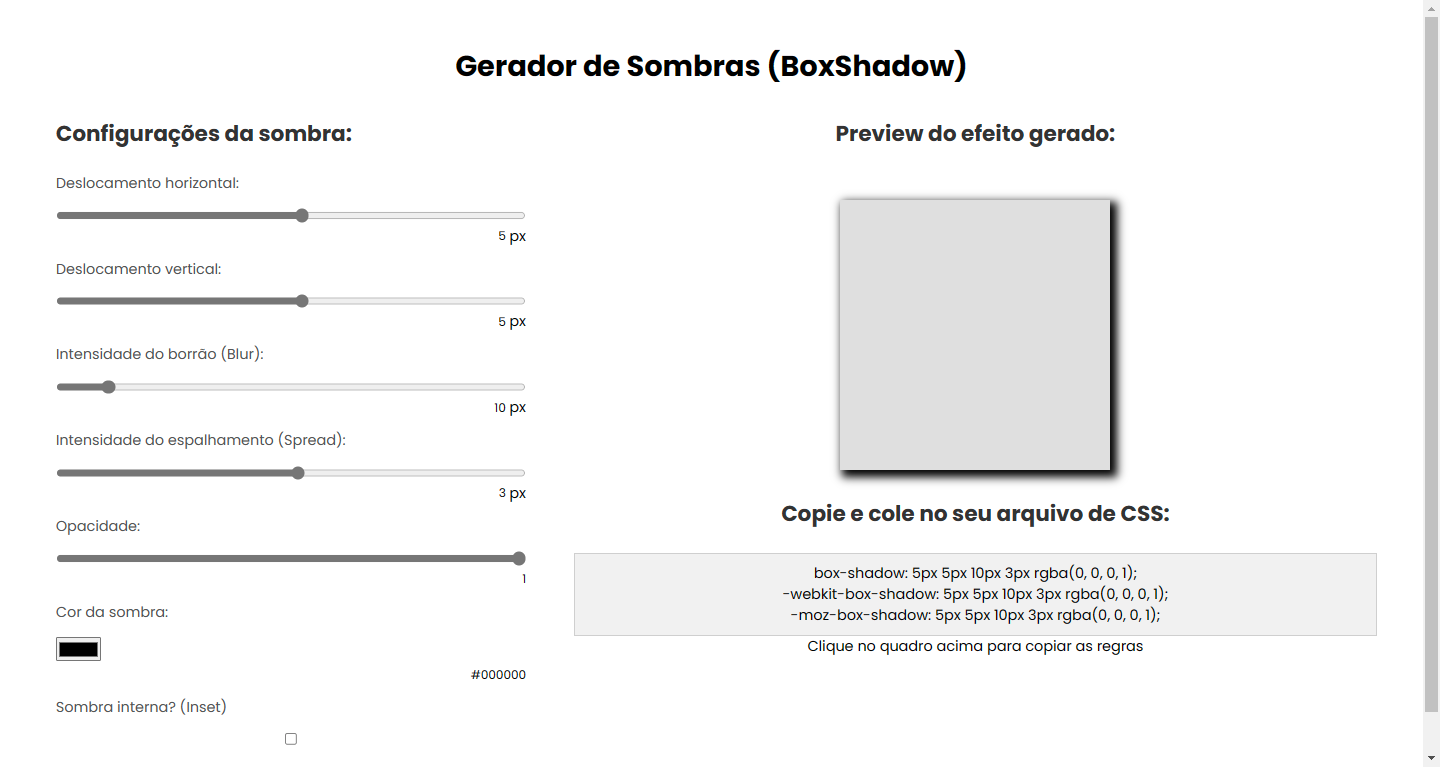 Gerador de Sombras (BoxShadow)
Configurações da sombra:
Deslocamento horizontal:
5 px
Deslocamento vertical:
5 px
Intensidade do borrão (Blur):
10 px
Intensidade do espalhamento (Spread):
3 px
Opacidade:
1
Cor da sombra:
#000000
Sombra interna? (Inset)
Preview do efeito gerado:
Copie e cole no seu arquivo de CSS:
box-shadow: 5px 5px 10px 3px rgba(0, 0, 0, 1);
-webkit-box-shadow: 5px 5px 10px 3px rgba(0, 0, 0, 1);
-moz-box-shadow: 5px 5px 10px 3px rgba(0, 0, 0, 1);
Clique no quadro acima para copiar as regras